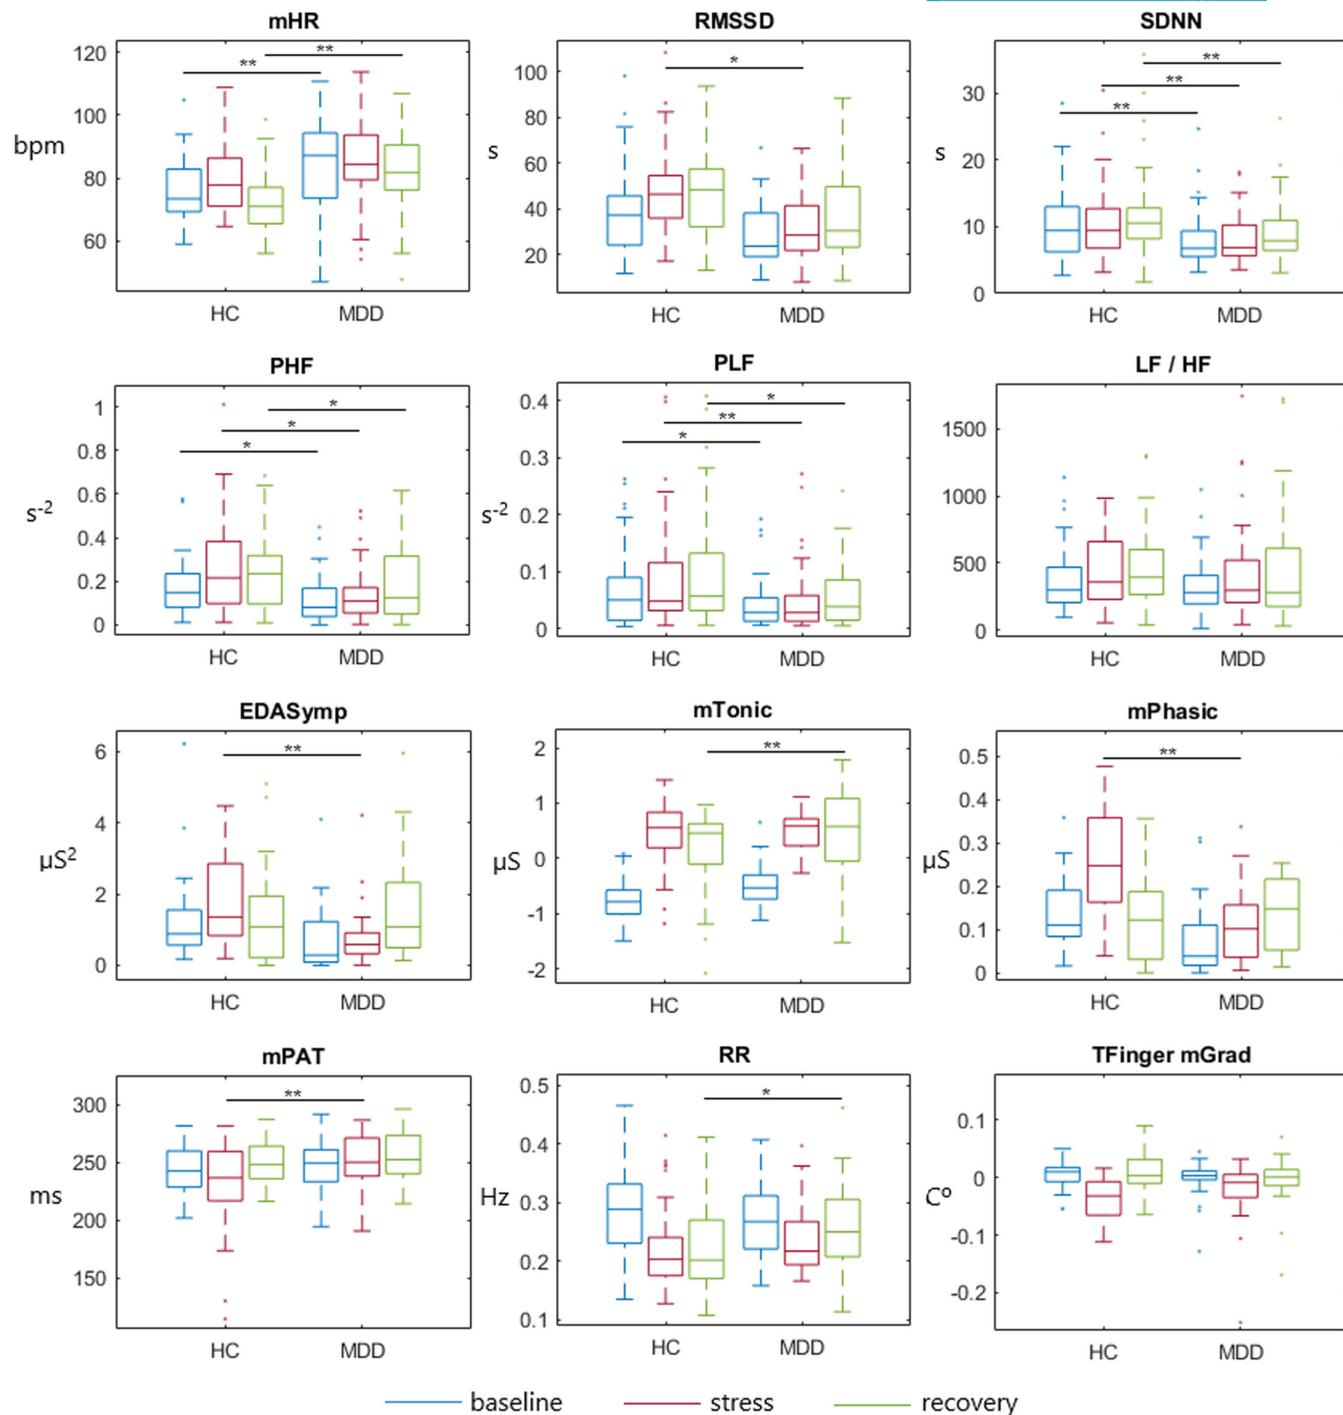 mHR
**
**
120
100
80
60
bpm
HC MDD
RMSSD
*
100
80
60
40
20
s
HC MDD
SDNN
**
**
**
30
20
10
0
s
HC MDD
PHF
*
*
*
1
0.8
0.6
0.4
0.2
0
s-2
HC MDD
PLF
*
**
*
0.4
0.3
0.2
0.1
0
s-2
HC MDD
LF / HF
1500
1000
500
0
HC MDD
EDASymp
**
6
4
2
0
µS2
HC MDD
mTonic
**
2
1
0
-1
-2
µS
HC MDD
mPhasic
**
0.5
0.4
0.3
0.2
0.1
0
µS
HC MDD
mPAT
**
300
250
200
150
ms
HC MDD
RR
*
0.5
0.4
0.3
0.2
0.1
Hz
HC MDD
TFinger mGrad
0.1
0
-0.1
-0.2
Cº
HC MDD
baseline stress recovery